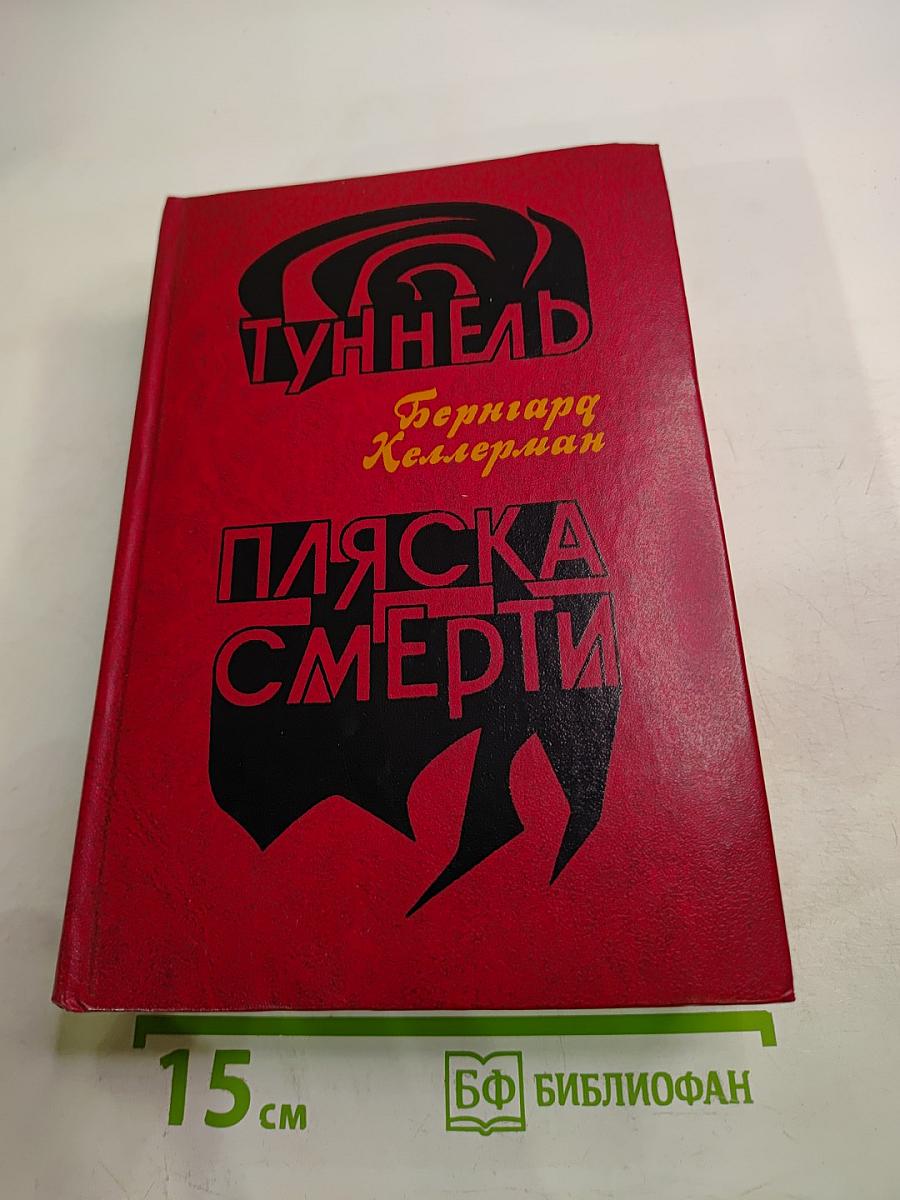 ТУННЕЛЬ
Бернгард
Келлерман
ПЛЯСКА
СМЕРТИ
15 см
БФ БИБЛИОФАН